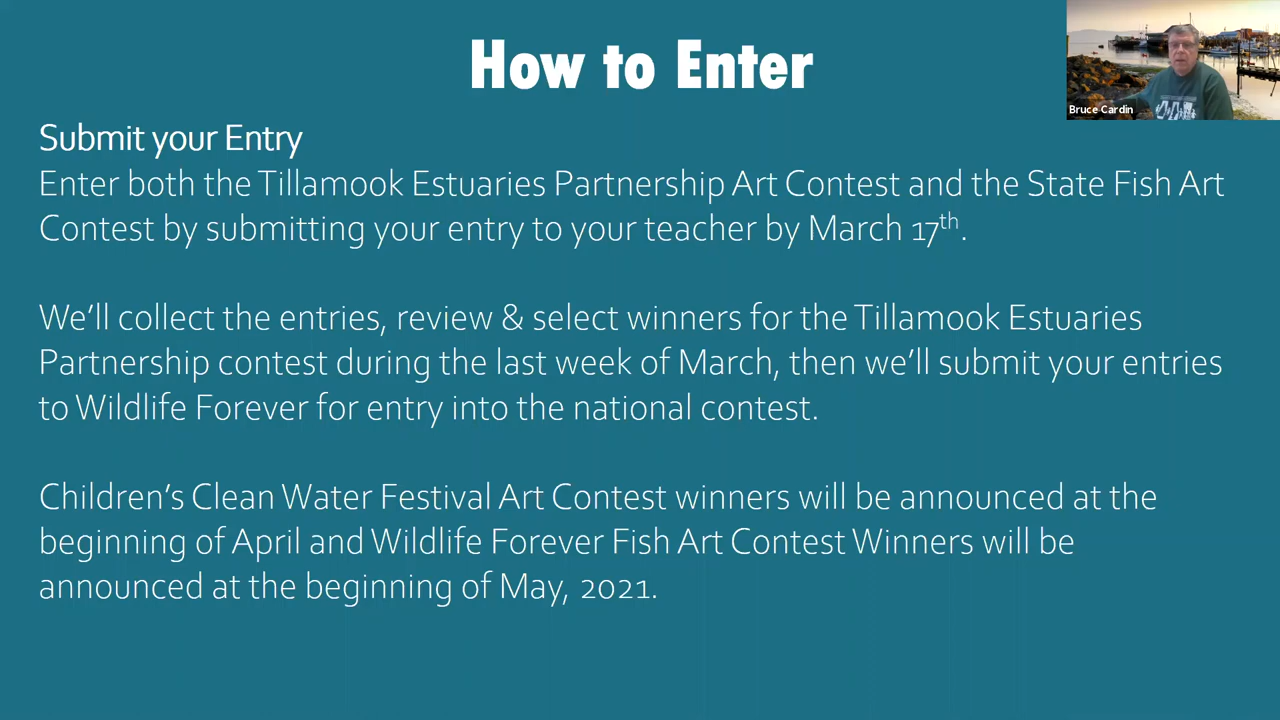 How to Enter
Bruce Cardin
Submit your Entry
Enter both the Tillamook Estuaries Partnership Art Contest and the State Fish Art
Contest by submitting your entry to your teacher by March 17th.
We'll collect the entries, review & select winners for the Tillamook Estuaries
Partnership contest during the last week of March, then we'll submit your entries
to Wildlife Forever for entry into the national contest.
Children's Clean Water Festival Art Contest winners will be announced at the
beginning of April and Wildlife Forever Fish Art Contest Winners will be
announced at the beginning of May, 2021.